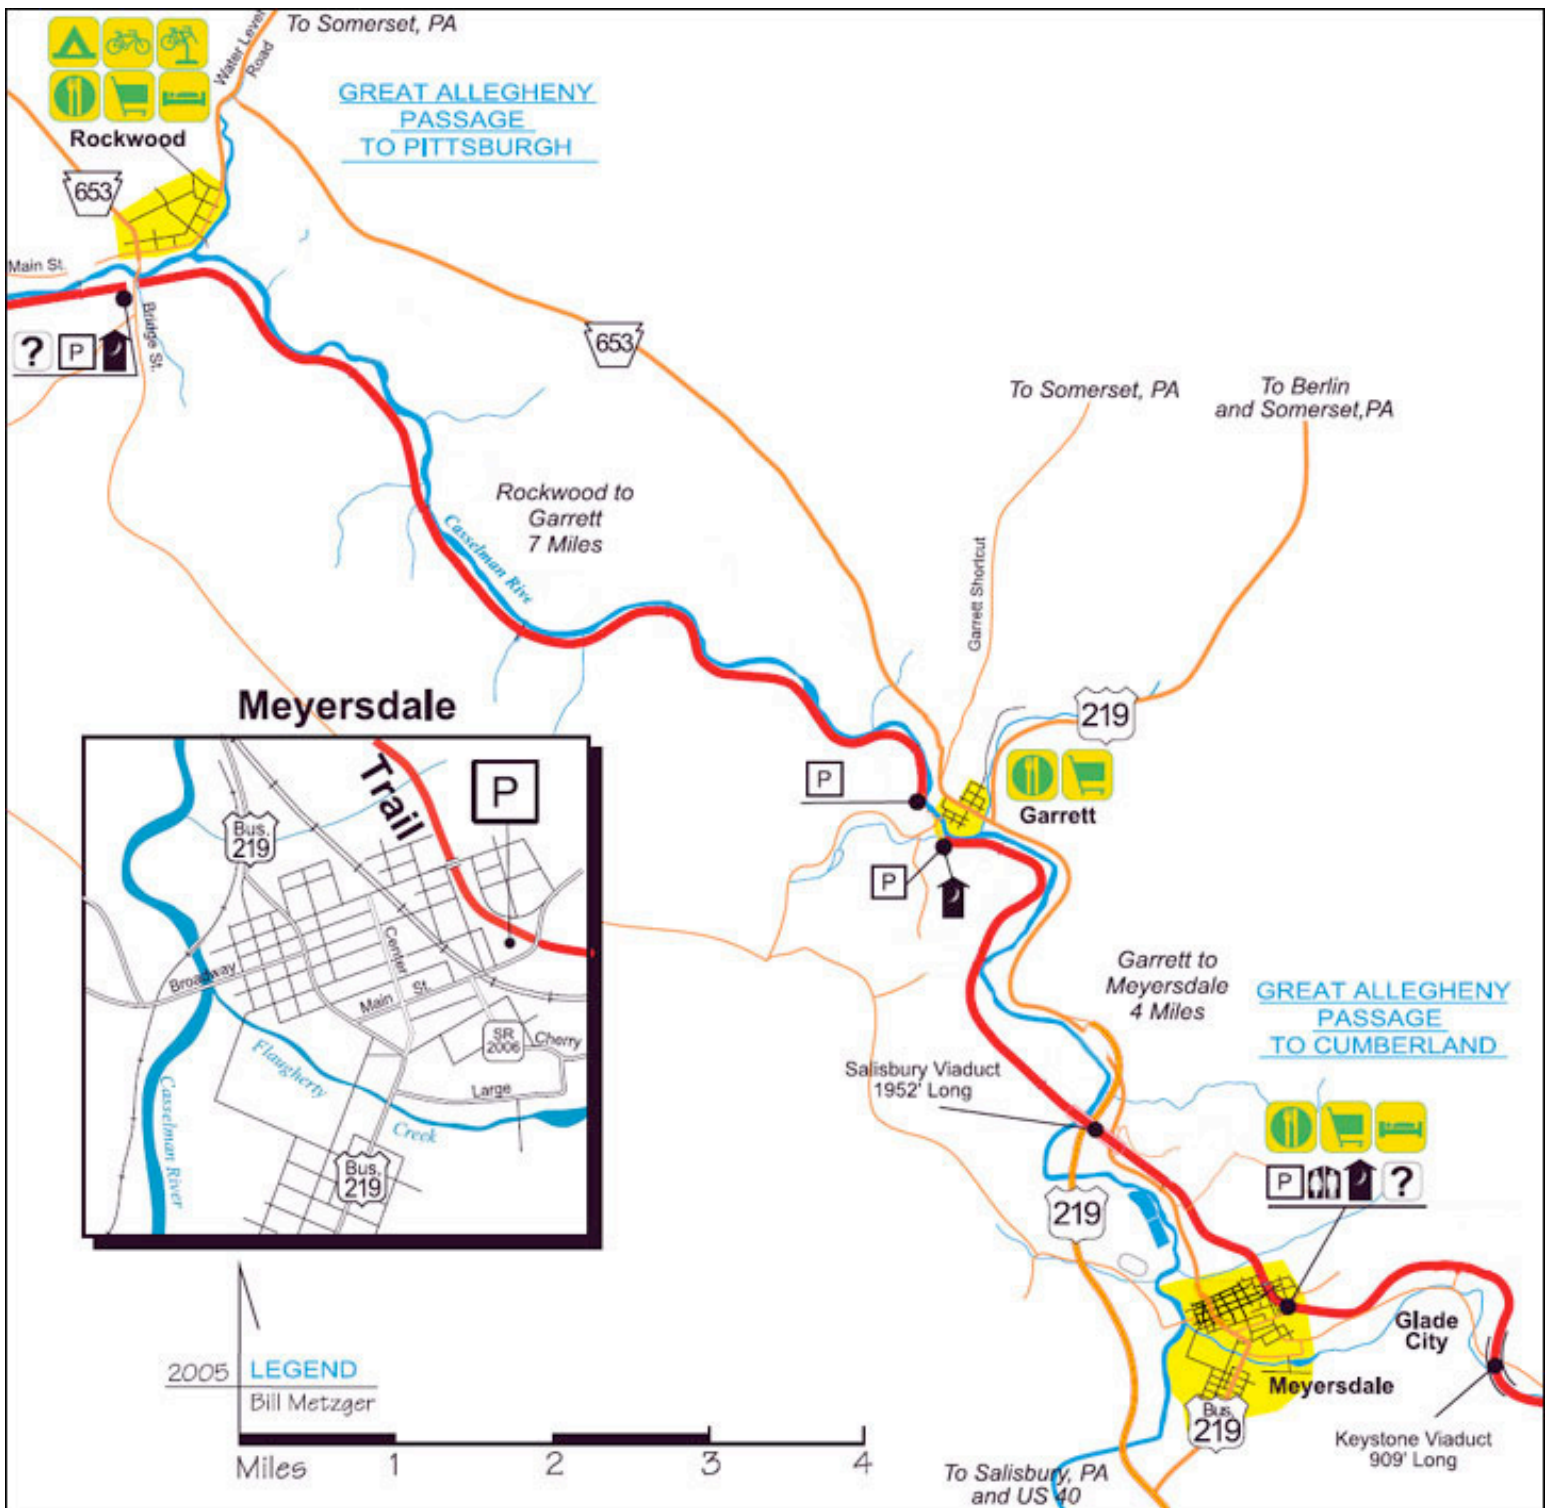 To Somerset, PA
Water Level
Road
GREAT ALLEGHENY
PASSAGE
TO PITTSBURGH
Rockwood
653
Main St.
Bridge St.
?
P
653
To Somerset, PA
To Berlin
and Somerset,PA
Rockwood to
Garrett
7 Miles
Casselman Rive
Garrett Shortcut
219
Garrett
P
P
Meyersdale
Trail
P
Bus.
219
Broadway
Center
Main St.
SR
2006
Cherry
Large
Flaugherty
Creek
Casselman River
Bus.
219
Garrett to
Meyersdale
4 Miles
GREAT ALLEGHENY
PASSAGE
TO CUMBERLAND
Salisbury Viaduct
1952' Long
P
?
219
Glade
City
Meyersdale
Bus.
219
Keystone Viaduct
909' Long
To Salisbury, PA
and US 40
2005 LEGEND
Bill Metzger
Miles 1 2 3 4